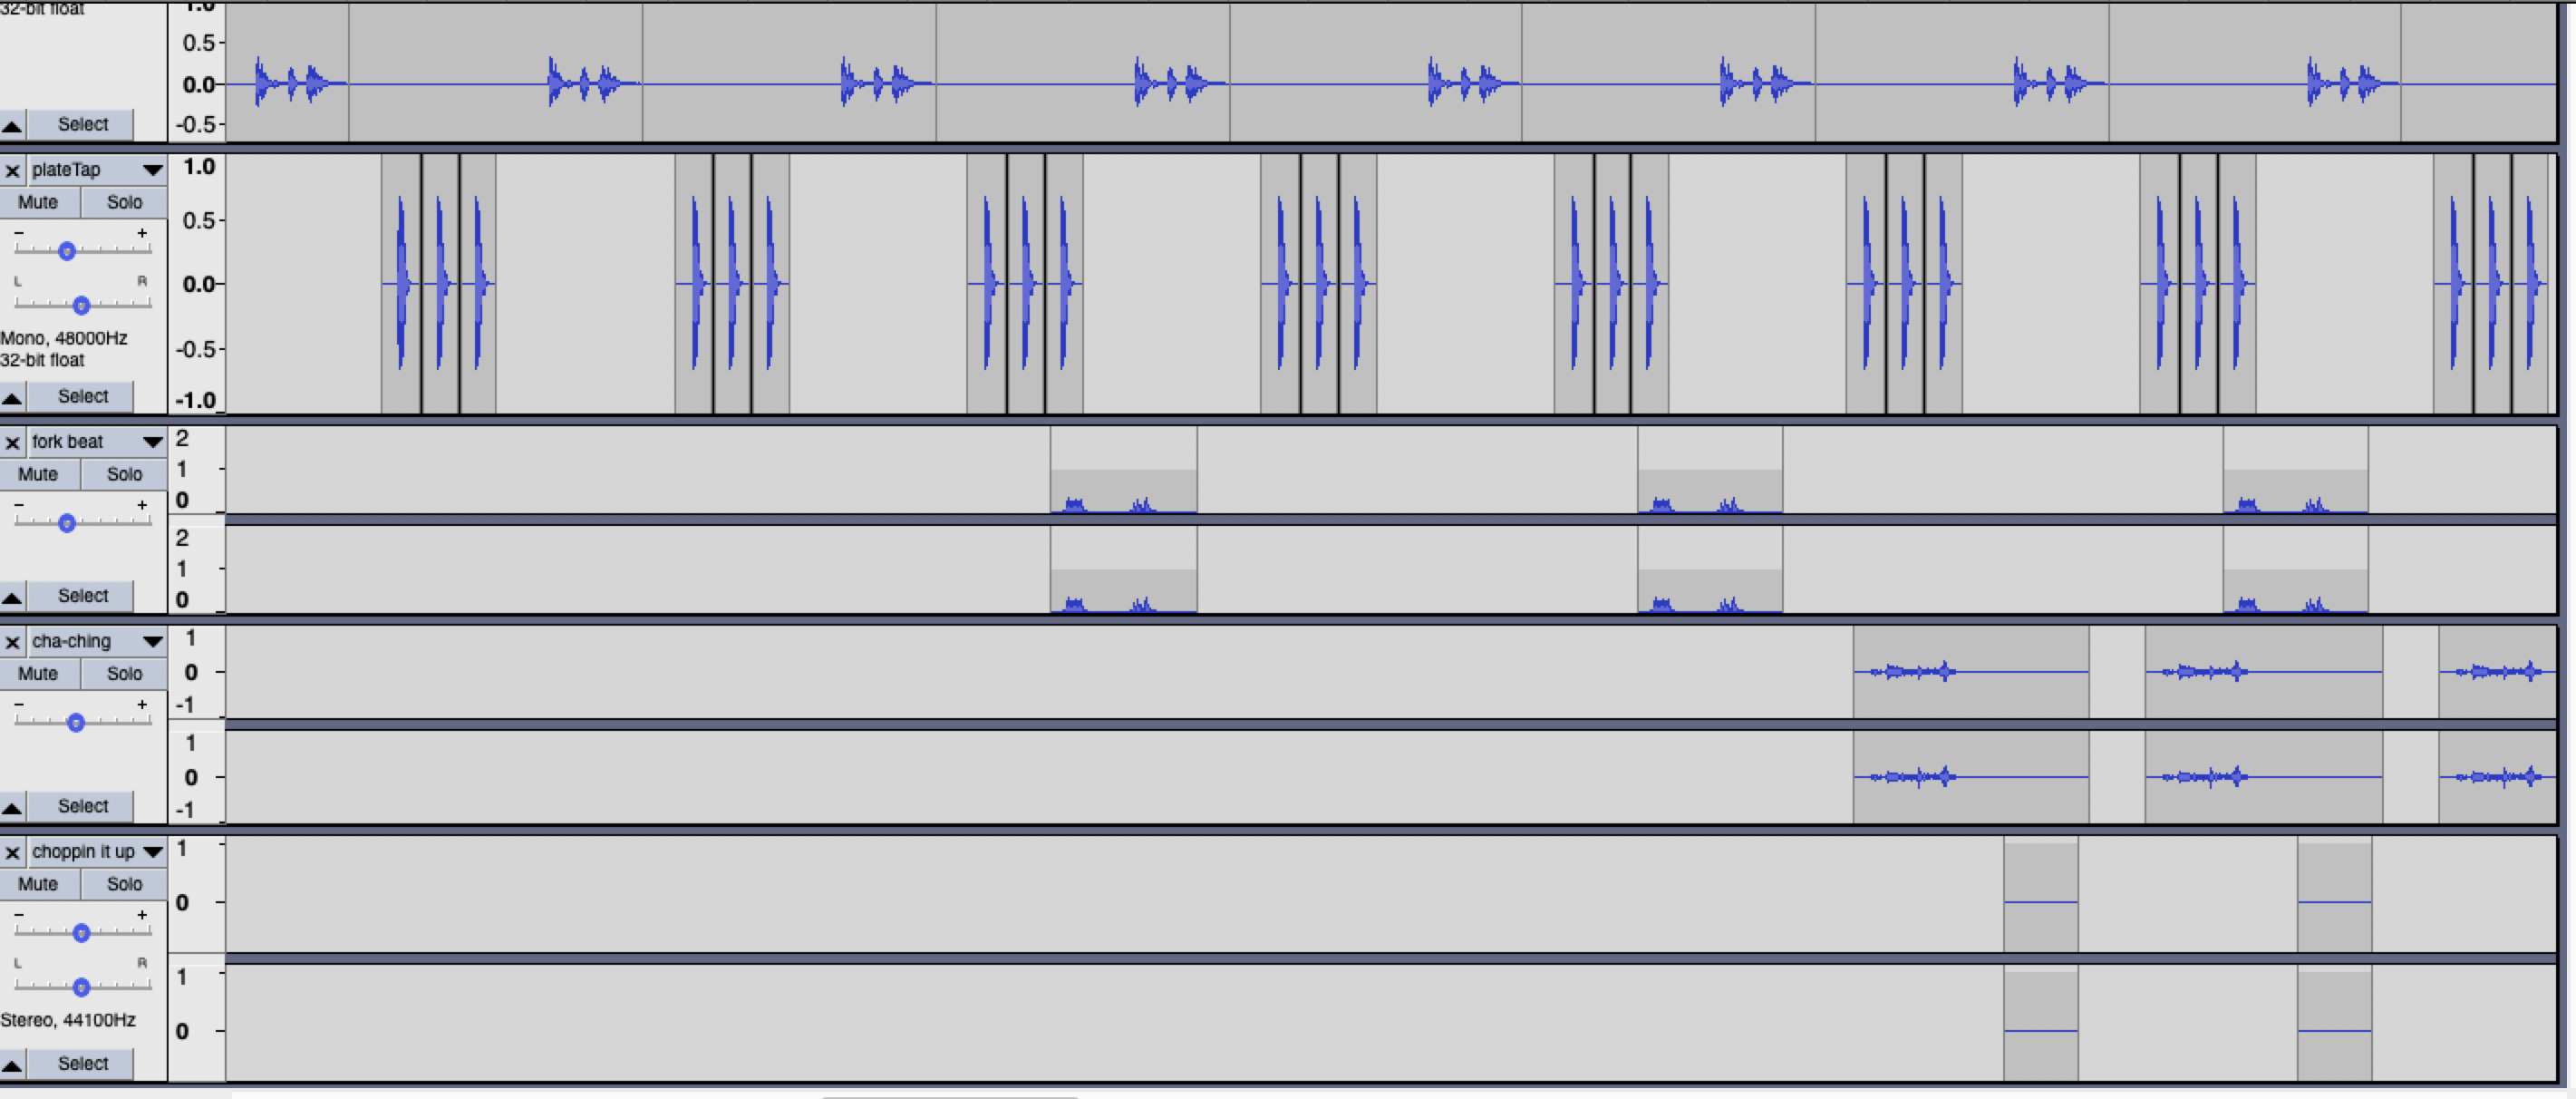 32-bit float
1.0
0.5
0.0
-0.5
Select
plateTap
Mute Solo
- +
L R
Mono, 48000Hz
32-bit float
Select
1.0
0.5
0.0
-0.5
-1.0
fork beat
Mute Solo
- +
Select
2
1
0
2
1
0
cha-ching
Mute Solo
- +
Select
1
0
-1
1
0
-1
choppin it up
Mute Solo
- +
L R
Stereo, 44100Hz
Select
1
0
1
0